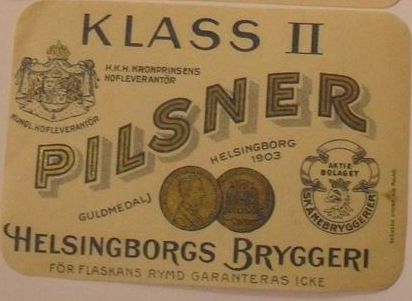 KLASS II
H.K.H. KRONPRINSENS
HOFLEVERANTÖR
KUNGL. HOFLEVERANTÖR
PILSNER
GULDMEDALJ
HELSINGBORG
1903
AKTIE
BOLAGET
SKÅNEBRYGGERIER
HELSINGBORGS BRYGGERI
FÖR FLASKANS RYMD GARANTERAS ICKE